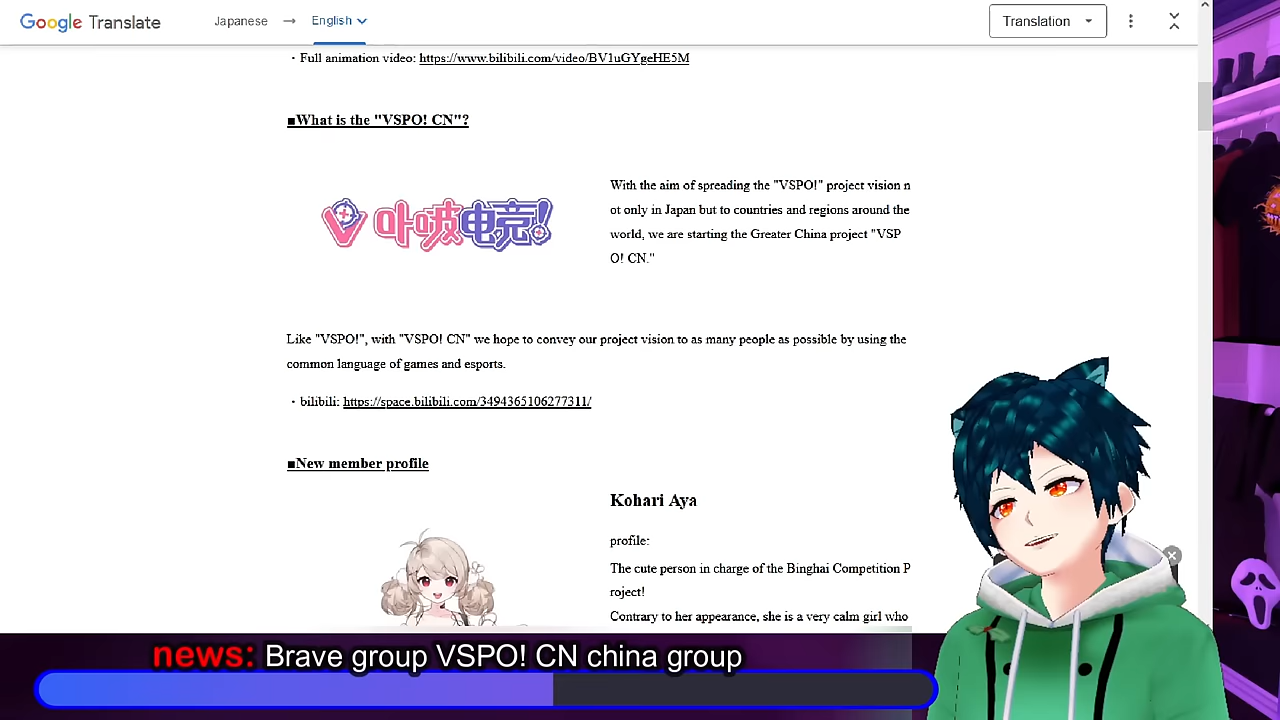 Google Translate
Japanese → English
Translation
・Full animation video: https://www.bilibili.com/video/BV1uGYgeHE5M
■What is the "VSPO! CN"?
卟啵电竞!
With the aim of spreading the "VSPO!" project vision n
ot only in Japan but to countries and regions around the
world, we are starting the Greater China project "VSP
O! CN."
Like "VSPO!", with "VSPO! CN" we hope to convey our project vision to as many people as possible by using the
common language of games and esports.
・bilibili: https://space.bilibili.com/3494365106277311/
■New member profile
Kohari Aya
profile:
The cute person in charge of the Binghai Competition P
roject!
Contrary to her appearance, she is a very calm girl who
news: Brave group VSPO! CN china group